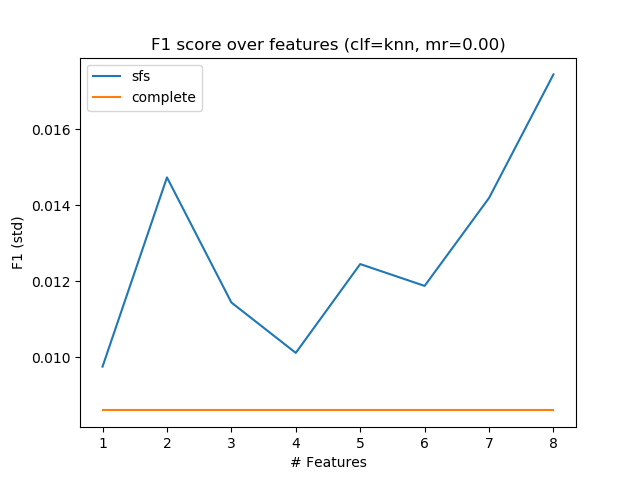 F1 score over features (clf=knn, mr=0.00)
sfs
complete
0.016
0.014
0.012
0.010
F1 (std)
1 2 3 4 5 6 7 8
# Features